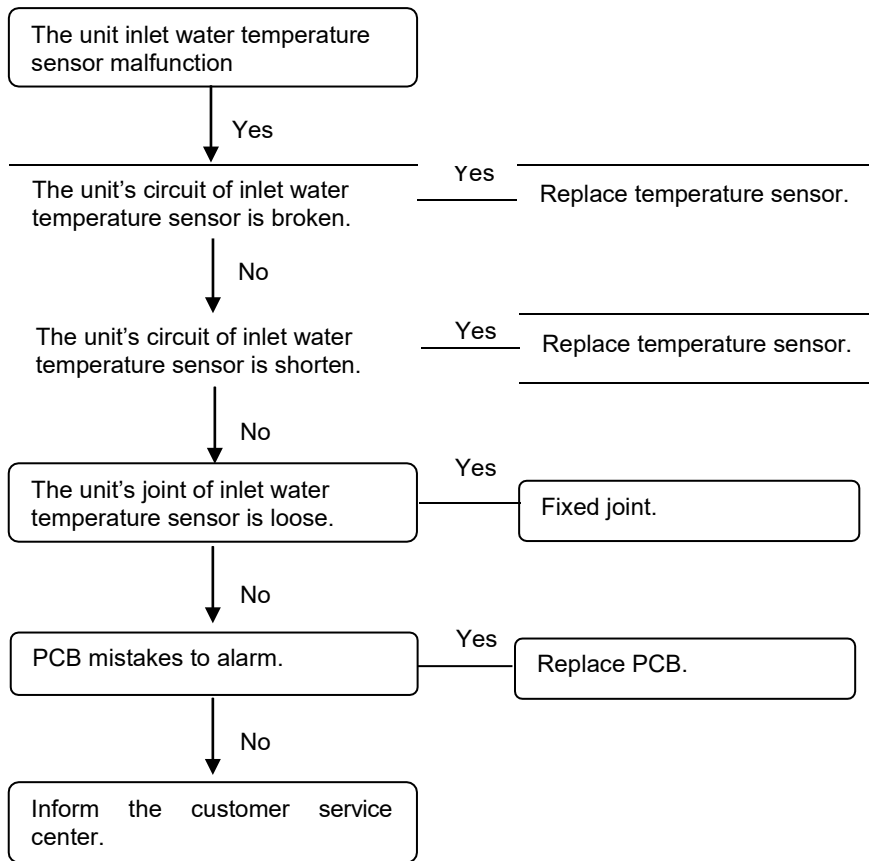 The unit inlet water temperature
sensor malfunction
Yes
The unit's circuit of inlet water
temperature sensor is broken.
Yes
Replace temperature sensor.
No
The unit's circuit of inlet water
temperature sensor is shorten.
Yes
Replace temperature sensor.
No
The unit's joint of inlet water
temperature sensor is loose.
Yes
Fixed joint.
No
PCB mistakes to alarm.
Yes
Replace PCB.
No
Inform the customer service
center.